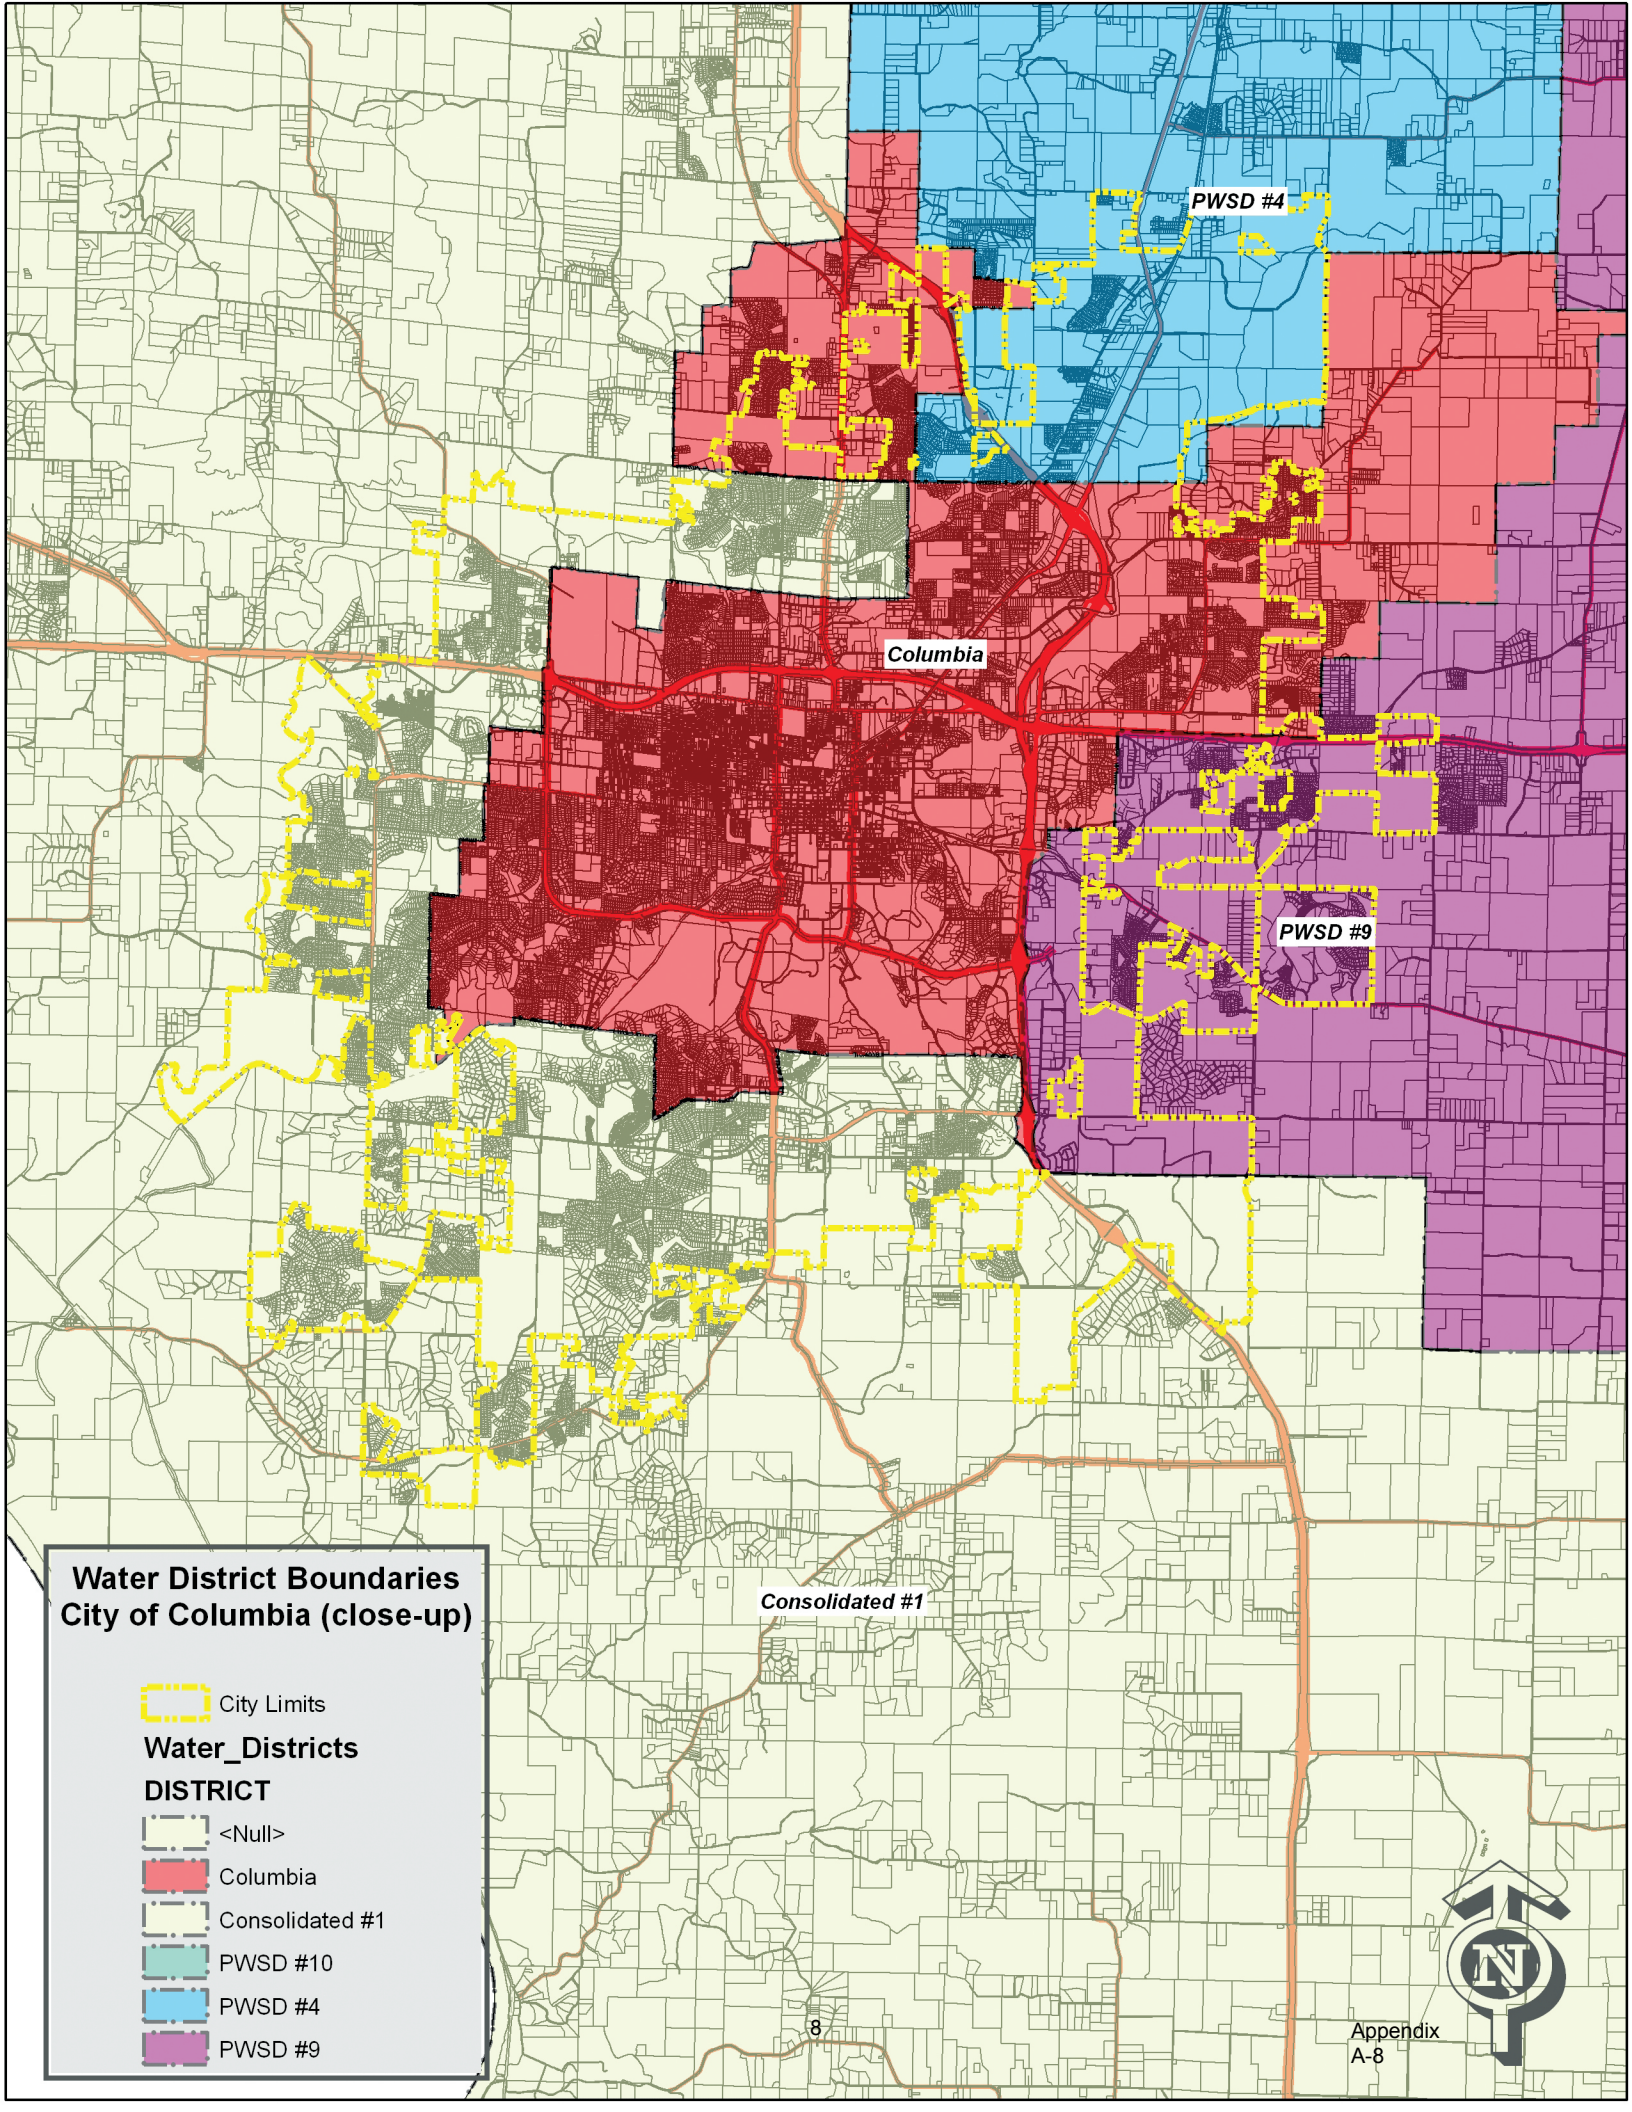 PWSD #4
Columbia
PWSD #9
Consolidated #1
Water District Boundaries
City of Columbia (close-up)
City Limits
Water_Districts
DISTRICT
<Null>
Columbia
Consolidated #1
PWSD #10
PWSD #4
PWSD #9
N
8
Appendix
A-8